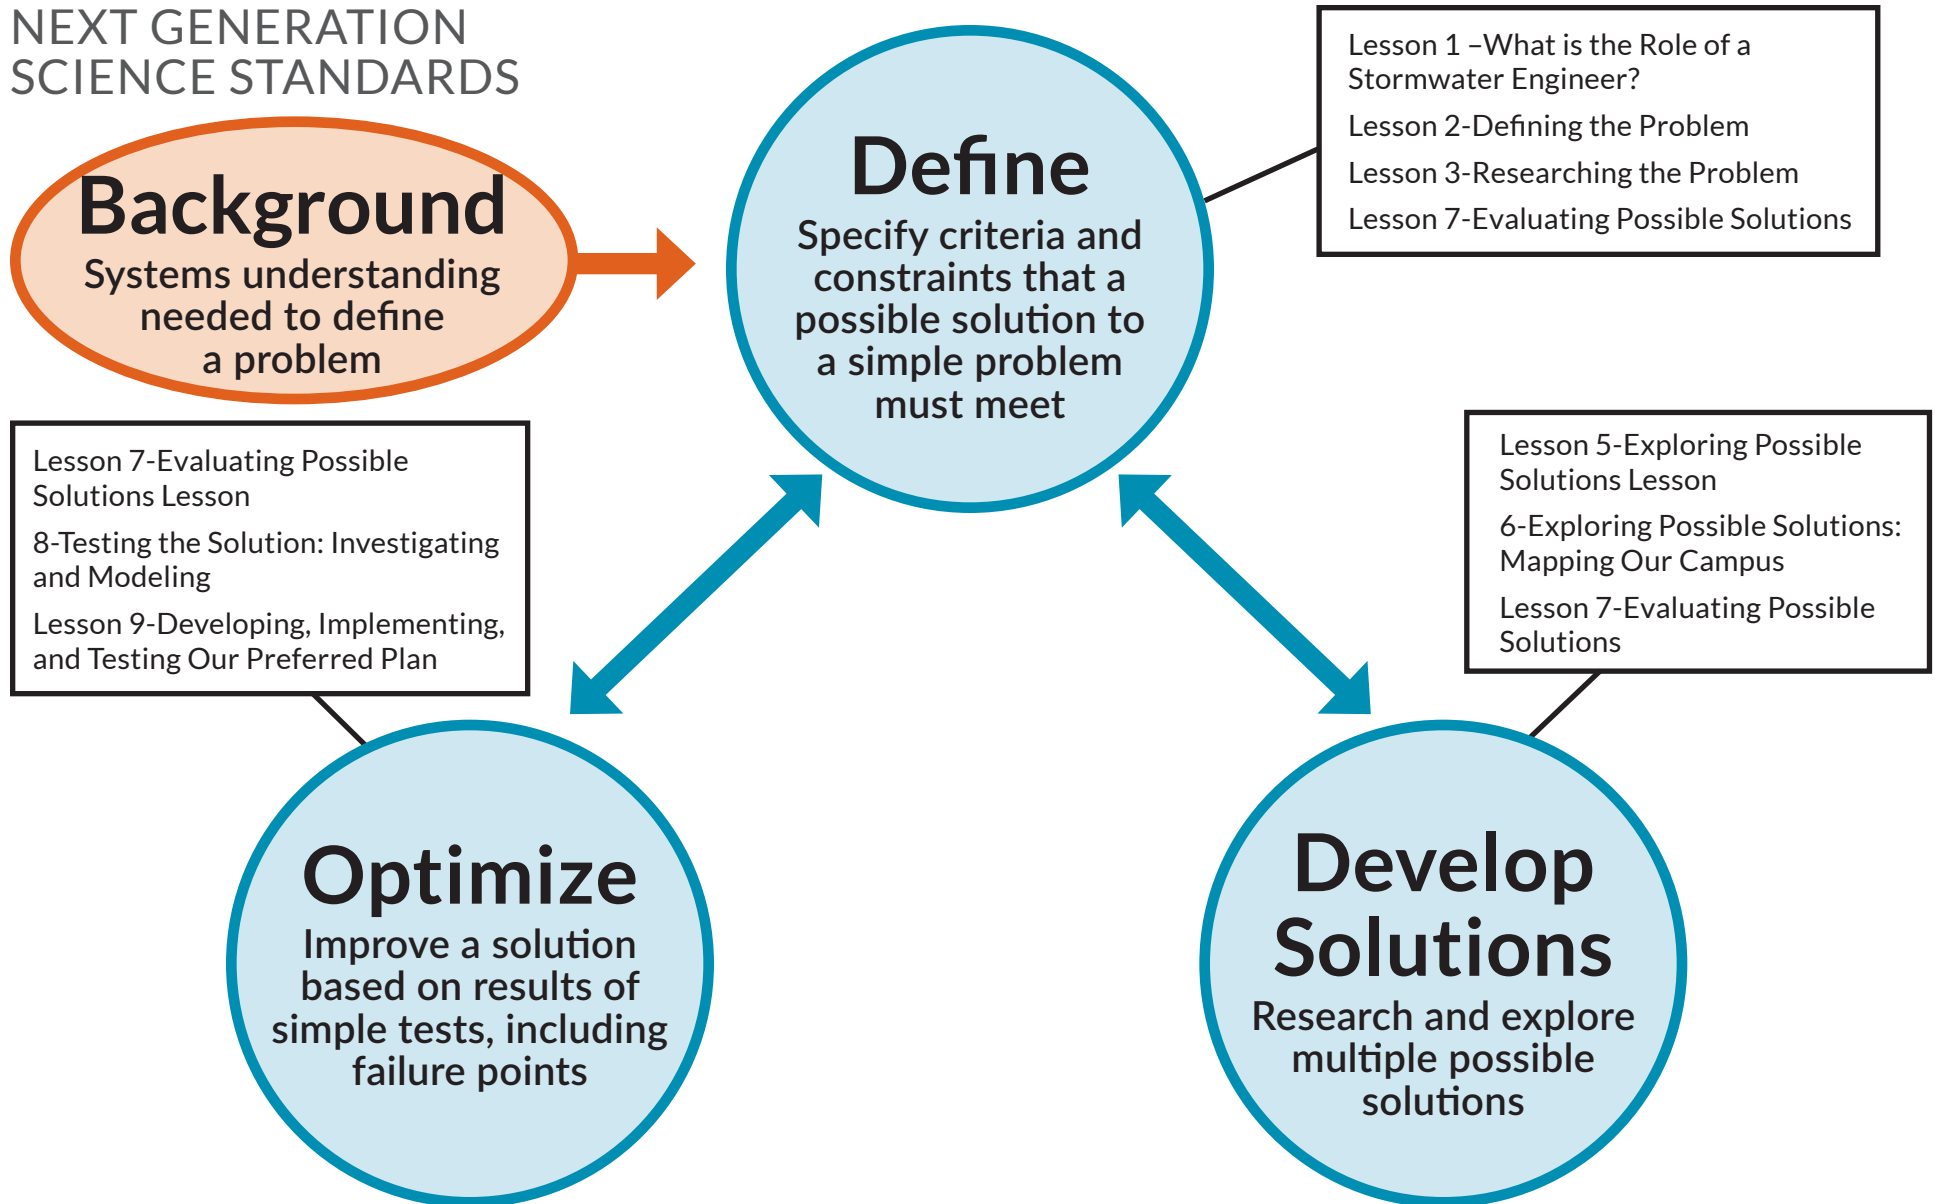 NEXT GENERATION
SCIENCE STANDARDS
Background
Systems understanding
needed to define
a problem
Define
Specify criteria and
constraints that a
possible solution to
a simple problem
must meet
Lesson 1 –What is the Role of a
Stormwater Engineer?
Lesson 2-Defining the Problem
Lesson 3-Researching the Problem
Lesson 7-Evaluating Possible Solutions
Lesson 7-Evaluating Possible
Solutions Lesson
8-Testing the Solution: Investigating
and Modeling
Lesson 9-Developing, Implementing,
and Testing Our Preferred Plan
Lesson 5-Exploring Possible
Solutions Lesson
6-Exploring Possible Solutions:
Mapping Our Campus
Lesson 7-Evaluating Possible
Solutions
Optimize
Improve a solution
based on results of
simple tests, including
failure points
Develop
Solutions
Research and explore
multiple possible
solutions